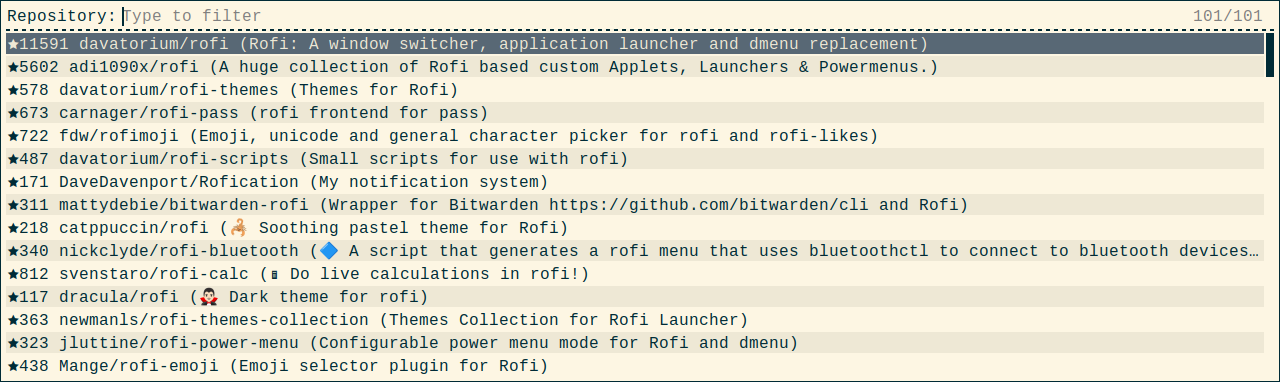 Repository: Type to filter 101/101
★11591 davatorium/rofi (Rofi: A window switcher, application launcher and dmenu replacement)
★5602 adi1090x/rofi (A huge collection of Rofi based custom Applets, Launchers & Powermenus.)
★578 davatorium/rofi-themes (Themes for Rofi)
★673 carnager/rofi-pass (rofi frontend for pass)
★722 fdw/rofimoji (Emoji, unicode and general character picker for rofi and rofi-likes)
★487 davatorium/rofi-scripts (Small scripts for use with rofi)
★171 DaveDavenport/Rofication (My notification system)
★311 mattydebie/bitwarden-rofi (Wrapper for Bitwarden https://github.com/bitwarden/cli and Rofi)
★218 catppuccin/rofi (🦂 Soothing pastel theme for Rofi)
★340 nickclyde/rofi-bluetooth (🔷 A script that generates a rofi menu that uses bluetoothctl to connect to bluetooth devices…
★812 svenstaro/rofi-calc (🖩 Do live calculations in rofi!)
★117 dracula/rofi (🧛🏻 Dark theme for rofi)
★363 newmanls/rofi-themes-collection (Themes Collection for Rofi Launcher)
★323 jluttine/rofi-power-menu (Configurable power menu mode for Rofi and dmenu)
★438 Mange/rofi-emoji (Emoji selector plugin for Rofi)